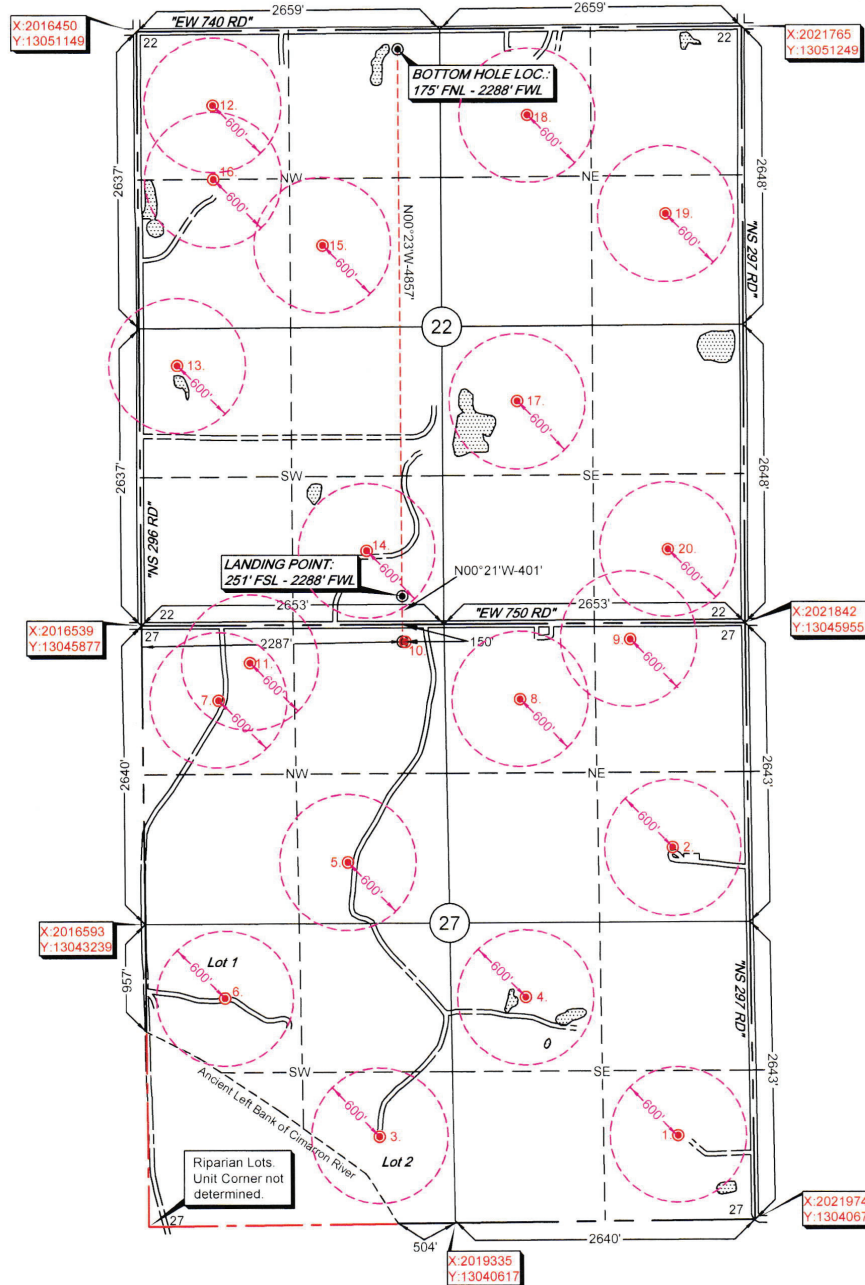 2659'
2659'
"EW 740 RD"
X:2016450
Y:13051149
22
22
X:2021765
Y:13051249
BOTTOM HOLE LOC.:
175' FNL - 2288' FWL
12.
600'
18.
600'
16.
600'
NW
NE
2637'
2648'
N00°23'W-4857'
19.
600'
"NS 297 RD"
15.
600'
22
13.
600'
17.
600'
2637'
2648'
SW
SE
"NS 296 RD"
14.
600'
20.
600'
LANDING POINT:
251' FSL - 2288' FWL
N00°21'W-401'
22
2653'
"EW 750 RD"
2653'
22
X:2016539
Y:13045877
27
27
X:2021842
Y:13045955
2287'
150'
10.
9.
600'
11.
600'
7.
600'
8.
600'
2640'
NW
NE
2643'
600'
2.
5.
600'
27
X:2016593
Y:13043239
957'
Lot 1
600'
6.
600'
4.
0
"NS 297 RD"
SW
SE
2643'
Ancient Left Bank of Cimarron River
600'
3.
Lot 2
600'
1.
Riparian Lots.
Unit Corner not
determined.
27
27
X:2021974
Y:1304067
504'
2640'
X:2019335
Y:13040617